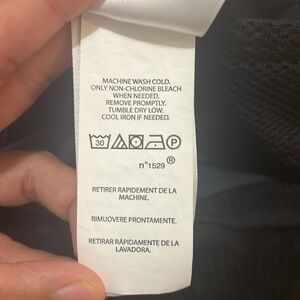 MACHINE WASH COLD.
ONLY NON-CHLORINE BLEACH
WHEN NEEDED.
REMOVE PROMPTLY.
TUMBLE DRY LOW.
COOL IRON IF NEEDED.
30 P
n°1529 ®
RETIRER RAPIDEMENT DE LA
MACHINE.
RIMUOVERE PRONTAMENTE.
RETIRAR RÁPIDAMENTE DE LA
LAVADORA.